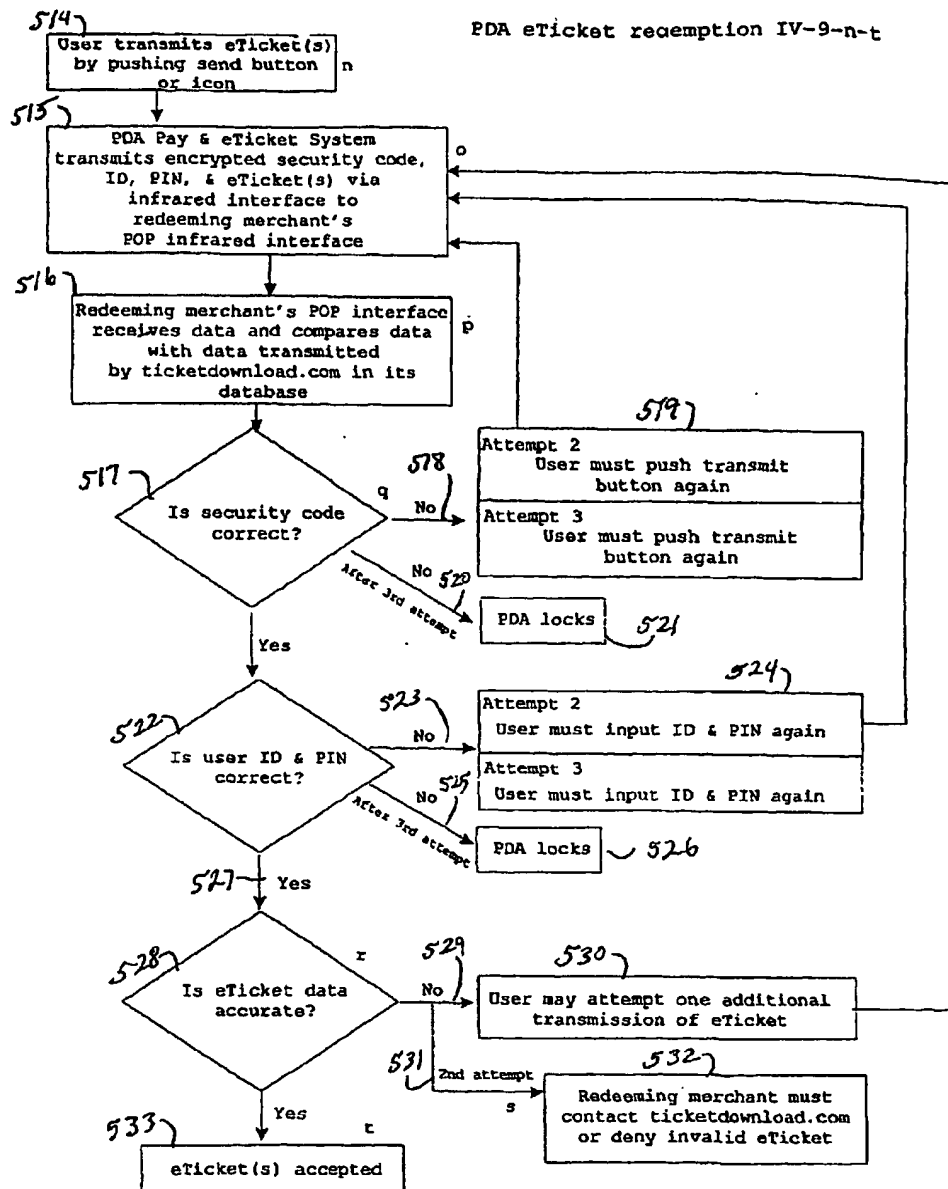 514
PDA eTicket reqemption IV-9-n-t
User transmits eTicket(s)
by pushing send button
or icon
n
515
PDA Pay & eTicket System
transmits encrypted security code,
ID, PIN, & eTicket(s) via
infrared interface to
redeeming merchant's
POP infrared interface
o
516
Redeeming merchant's POP interface
receives data and compares data
with data transmitted
by ticketdownload.com in its
database
p
517
Is security code
correct?
q
518
No
519
Attempt 2
User must push transmit
button again
Attempt 3
User must push transmit
button again
No
520
After 3rd attempt
PDA locks
521
Yes
522
Is user ID & PIN
correct?
523
No
524
Attempt 2
User must input ID & PIN again
Attempt 3
User must input ID & PIN again
No
525
After 3rd attempt
PDA locks
526
527
Yes
528
Is eTicket data
accurate?
r
529
No
530
User may attempt one additional
transmission of eTicket
531
2nd attempt
s
532
Redeeming merchant must
contact ticketdownload.com
or deny invalid eTicket
Yes
t
533
eTicket(s) accepted